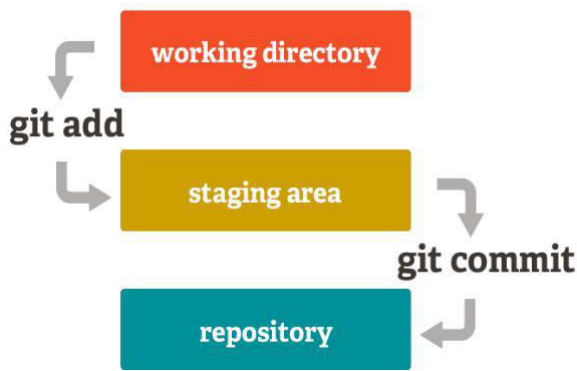 working directory
git add
staging area
git commit
repository